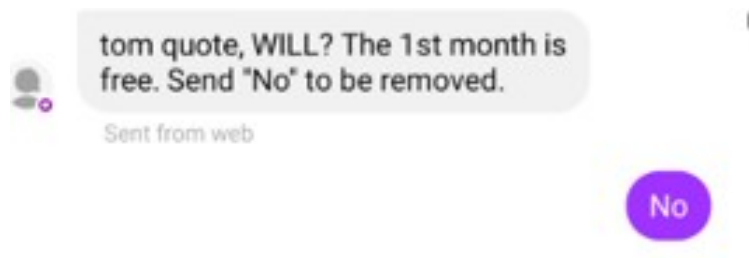 tom quote, WILL? The 1st month is
free. Send "No" to be removed.
Sent from web
No